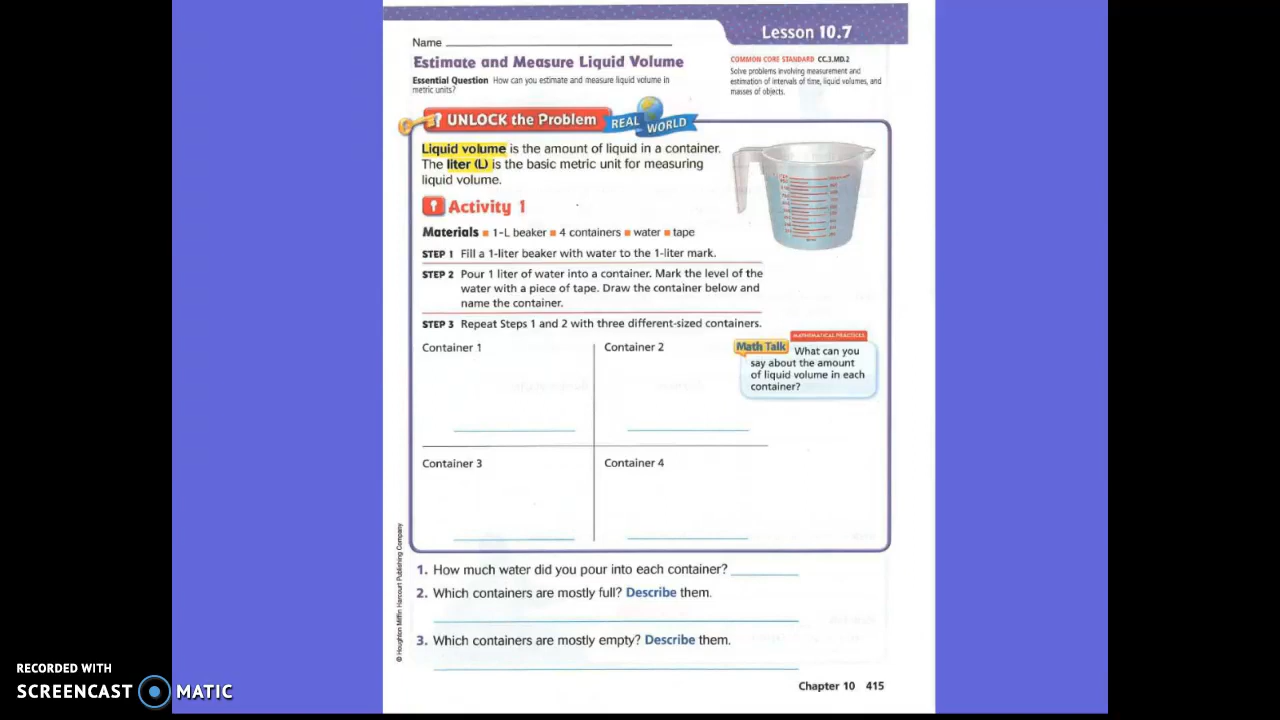 Lesson 10.7
Name
Estimate and Measure Liquid Volume
Essential Question How can you estimate and measure liquid volume in
metric units?
COMMON CORE STANDARD CC.3.MD.2
Solve problems involving measurement and
estimation of intervals of time, liquid volumes, and
masses of objects.
UNLOCK the Problem
REAL WORLD
Liquid volume is the amount of liquid in a container.
The liter (L) is the basic metric unit for measuring
liquid volume.
Activity 1
Materials ■ 1-L beaker ■ 4 containers ■ water ■ tape
STEP 1 Fill a 1-liter beaker with water to the 1-liter mark.
STEP 2 Pour 1 liter of water into a container. Mark the level of the
water with a piece of tape. Draw the container below and
name the container.
STEP 3 Repeat Steps 1 and 2 with three different-sized containers.
Container 1
Container 2
MATHEMATICAL PRACTICES
Math Talk What can you
say about the amount
of liquid volume in each
container?
Container 3
Container 4
1. How much water did you pour into each container?
2. Which containers are mostly full? Describe them.
3. Which containers are mostly empty? Describe them.
© Houghton Mifflin Harcourt Publishing Company
Chapter 10 415
RECORDED WITH
SCREENCAST MATIC